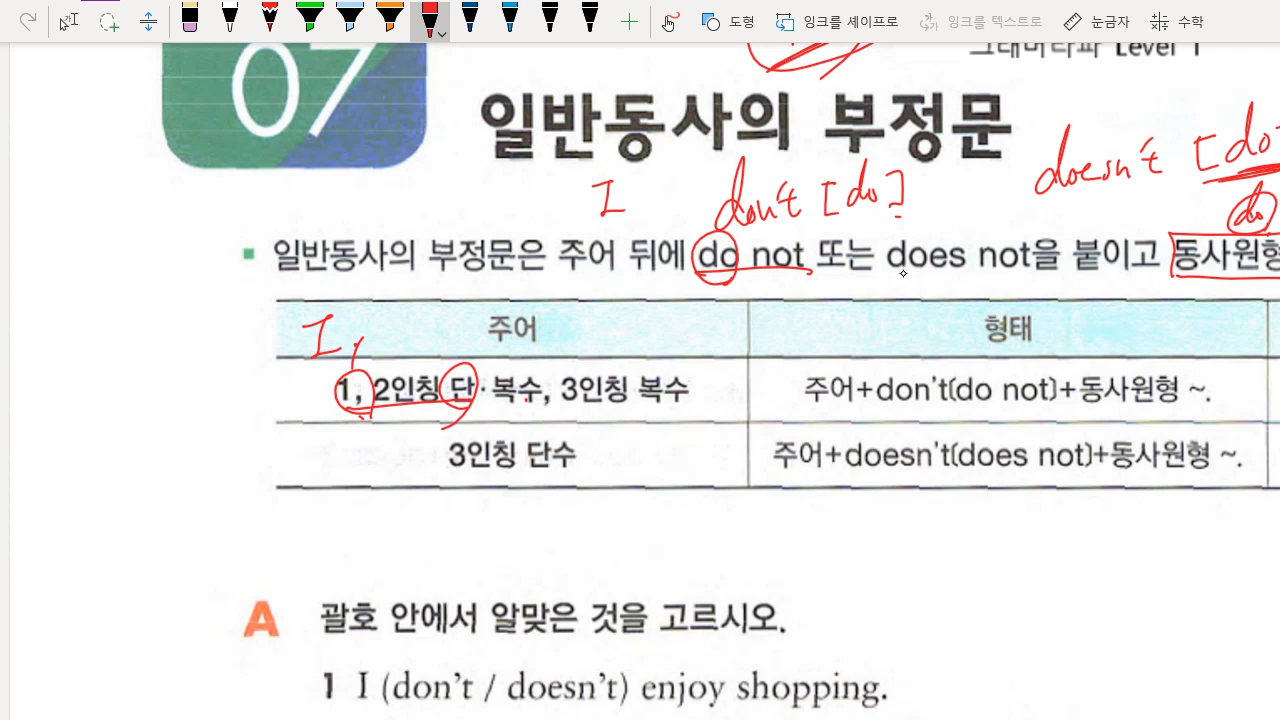 도형 잉크를 셰이프로 잉크를 텍스트로 눈금자 수학
Level 1
07
일반동사의 부정문
I don't [do] doesn't [do
do
일반동사의 부정문은 주어 뒤에 do not 또는 does not을 붙이고 동사원형
I,
주어 형태
1, 2인칭 단·복수, 3인칭 복수 주어+don't(do not)+동사원형 ~.
3인칭 단수 주어+doesn't(does not)+동사원형 ~.
A 괄호 안에서 알맞은 것을 고르시오.
1 I (don't / doesn't) enjoy shopping.